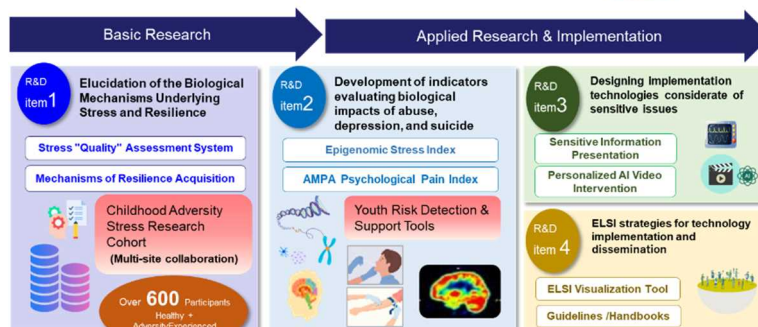 Basic Research
Applied Research & Implementation
R&D
item1
Elucidation of the Biological
Mechanisms Underlying
Stress and Resilience
Stress "Quality" Assessment System
Mechanisms of Resilience Acquisition
Childhood Adversity
Stress Research
Cohort
(Multi-site collaboration)
Over 600 Participants
Healthy +
AdversityExperienced
R&D
item2
Development of indicators
evaluating biological
impacts of abuse,
depression, and suicide
Epigenomic Stress Index
AMPA Psychological Pain Index
Youth Risk Detection &
Support Tools
R&D
item3
Designing Implementation
technologies considerate of
sensitive issues
Sensitive Information
Presentation
Personalized AI Video
Intervention
AI
R&D
item 4
ELSI strategies for technology
implementation and
dissemination
ELSI Visualization Tool
Guidelines /Handbooks